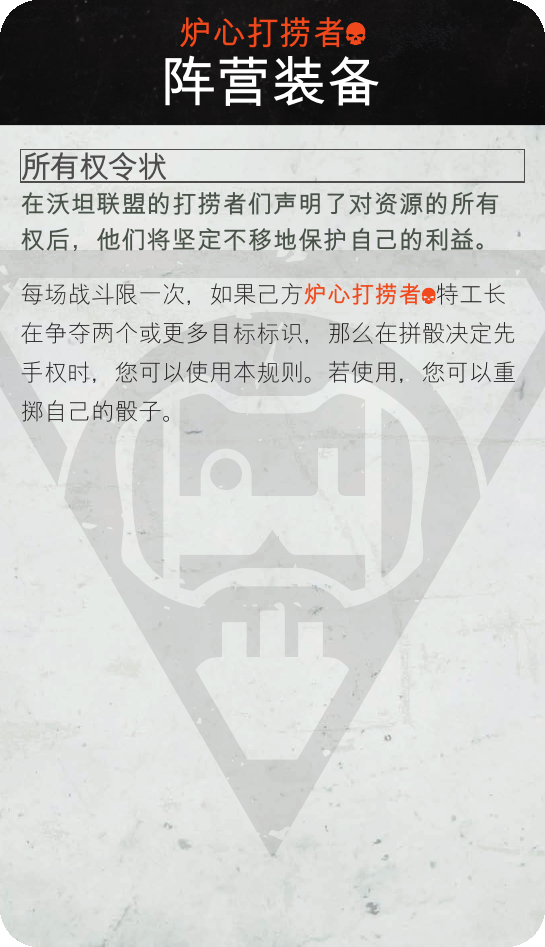 炉心打捞者
阵营装备
所有权令状
在沃坦联盟的打捞者们声明了对资源的所有
权后，他们将坚定不移地保护自己的利益。
每场战斗限一次，如果己方炉心打捞者特工长
在争夺两个或更多目标标识，那么在拼骰决定先
手权时，您可以使用本规则。若使用，您可以重
掷自己的骰子。